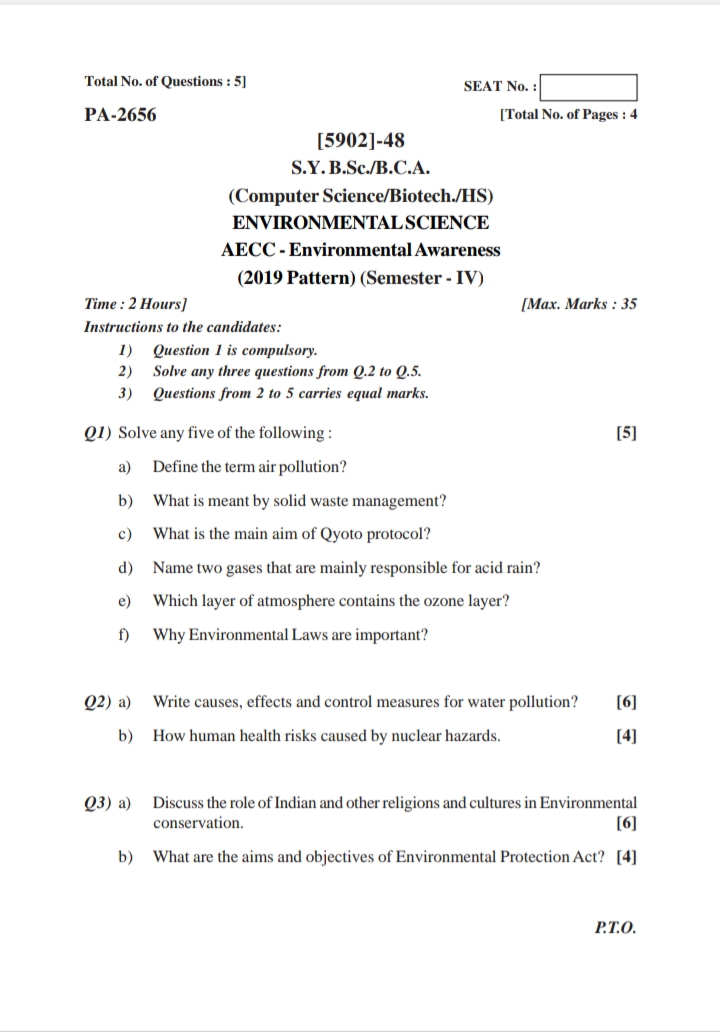 Total No. of Questions : 5]
SEAT No. :
PA-2656
[Total No. of Pages : 4
[5902]-48
S.Y. B.Sc./B.C.A.
(Computer Science/Biotech./HS)
ENVIRONMENTAL SCIENCE
AECC - Environmental Awareness
(2019 Pattern) (Semester - IV)
Time : 2 Hours]
[Max. Marks : 35
Instructions to the candidates:
1) Question 1 is compulsory.
2) Solve any three questions from Q.2 to Q.5.
3) Questions from 2 to 5 carries equal marks.
Q1) Solve any five of the following : [5]
a) Define the term air pollution?
b) What is meant by solid waste management?
c) What is the main aim of Qyoto protocol?
d) Name two gases that are mainly responsible for acid rain?
e) Which layer of atmosphere contains the ozone layer?
f) Why Environmental Laws are important?
Q2) a) Write causes, effects and control measures for water pollution? [6]
b) How human health risks caused by nuclear hazards. [4]
Q3) a) Discuss the role of Indian and other religions and cultures in Environmental
conservation. [6]
b) What are the aims and objectives of Environmental Protection Act? [4]
P.T.O.